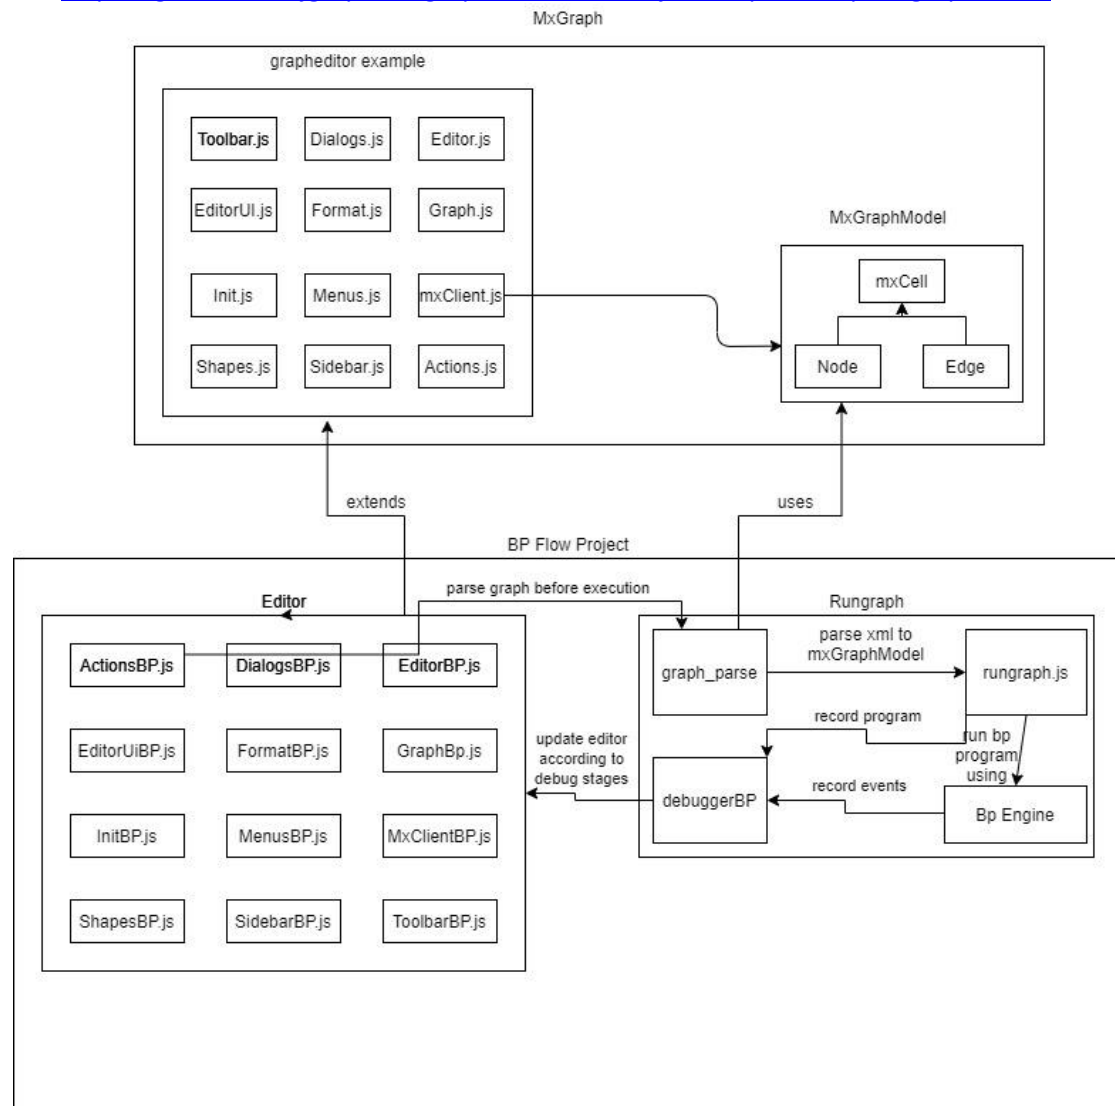 MxGraph
grapheditor example
Toolbar.js
Dialogs.js
Editor.js
EditorUI.js
Format.js
Graph.js
MxGraphModel
mxCell
Init.js
Menus.js
mxClient.js
Shapes.js
Sidebar.js
Actions.js
Node
Edge
extends
uses
BP Flow Project
parse graph before execution
Editor
Rungraph
ActionsBP.js
DialogsBP.js
EditorBP.js
graph_parse
parse xml to
mxGraphModel
rungraph.js
EditorUiBP.js
FormatBP.js
GraphBp.js
update editor
according to
debug stages
record program
run bp
program
using
debuggerBP
record events
Bp Engine
InitBP.js
MenusBP.js
MxClientBP.js
ShapesBP.js
SidebarBP.js
ToolbarBP.js